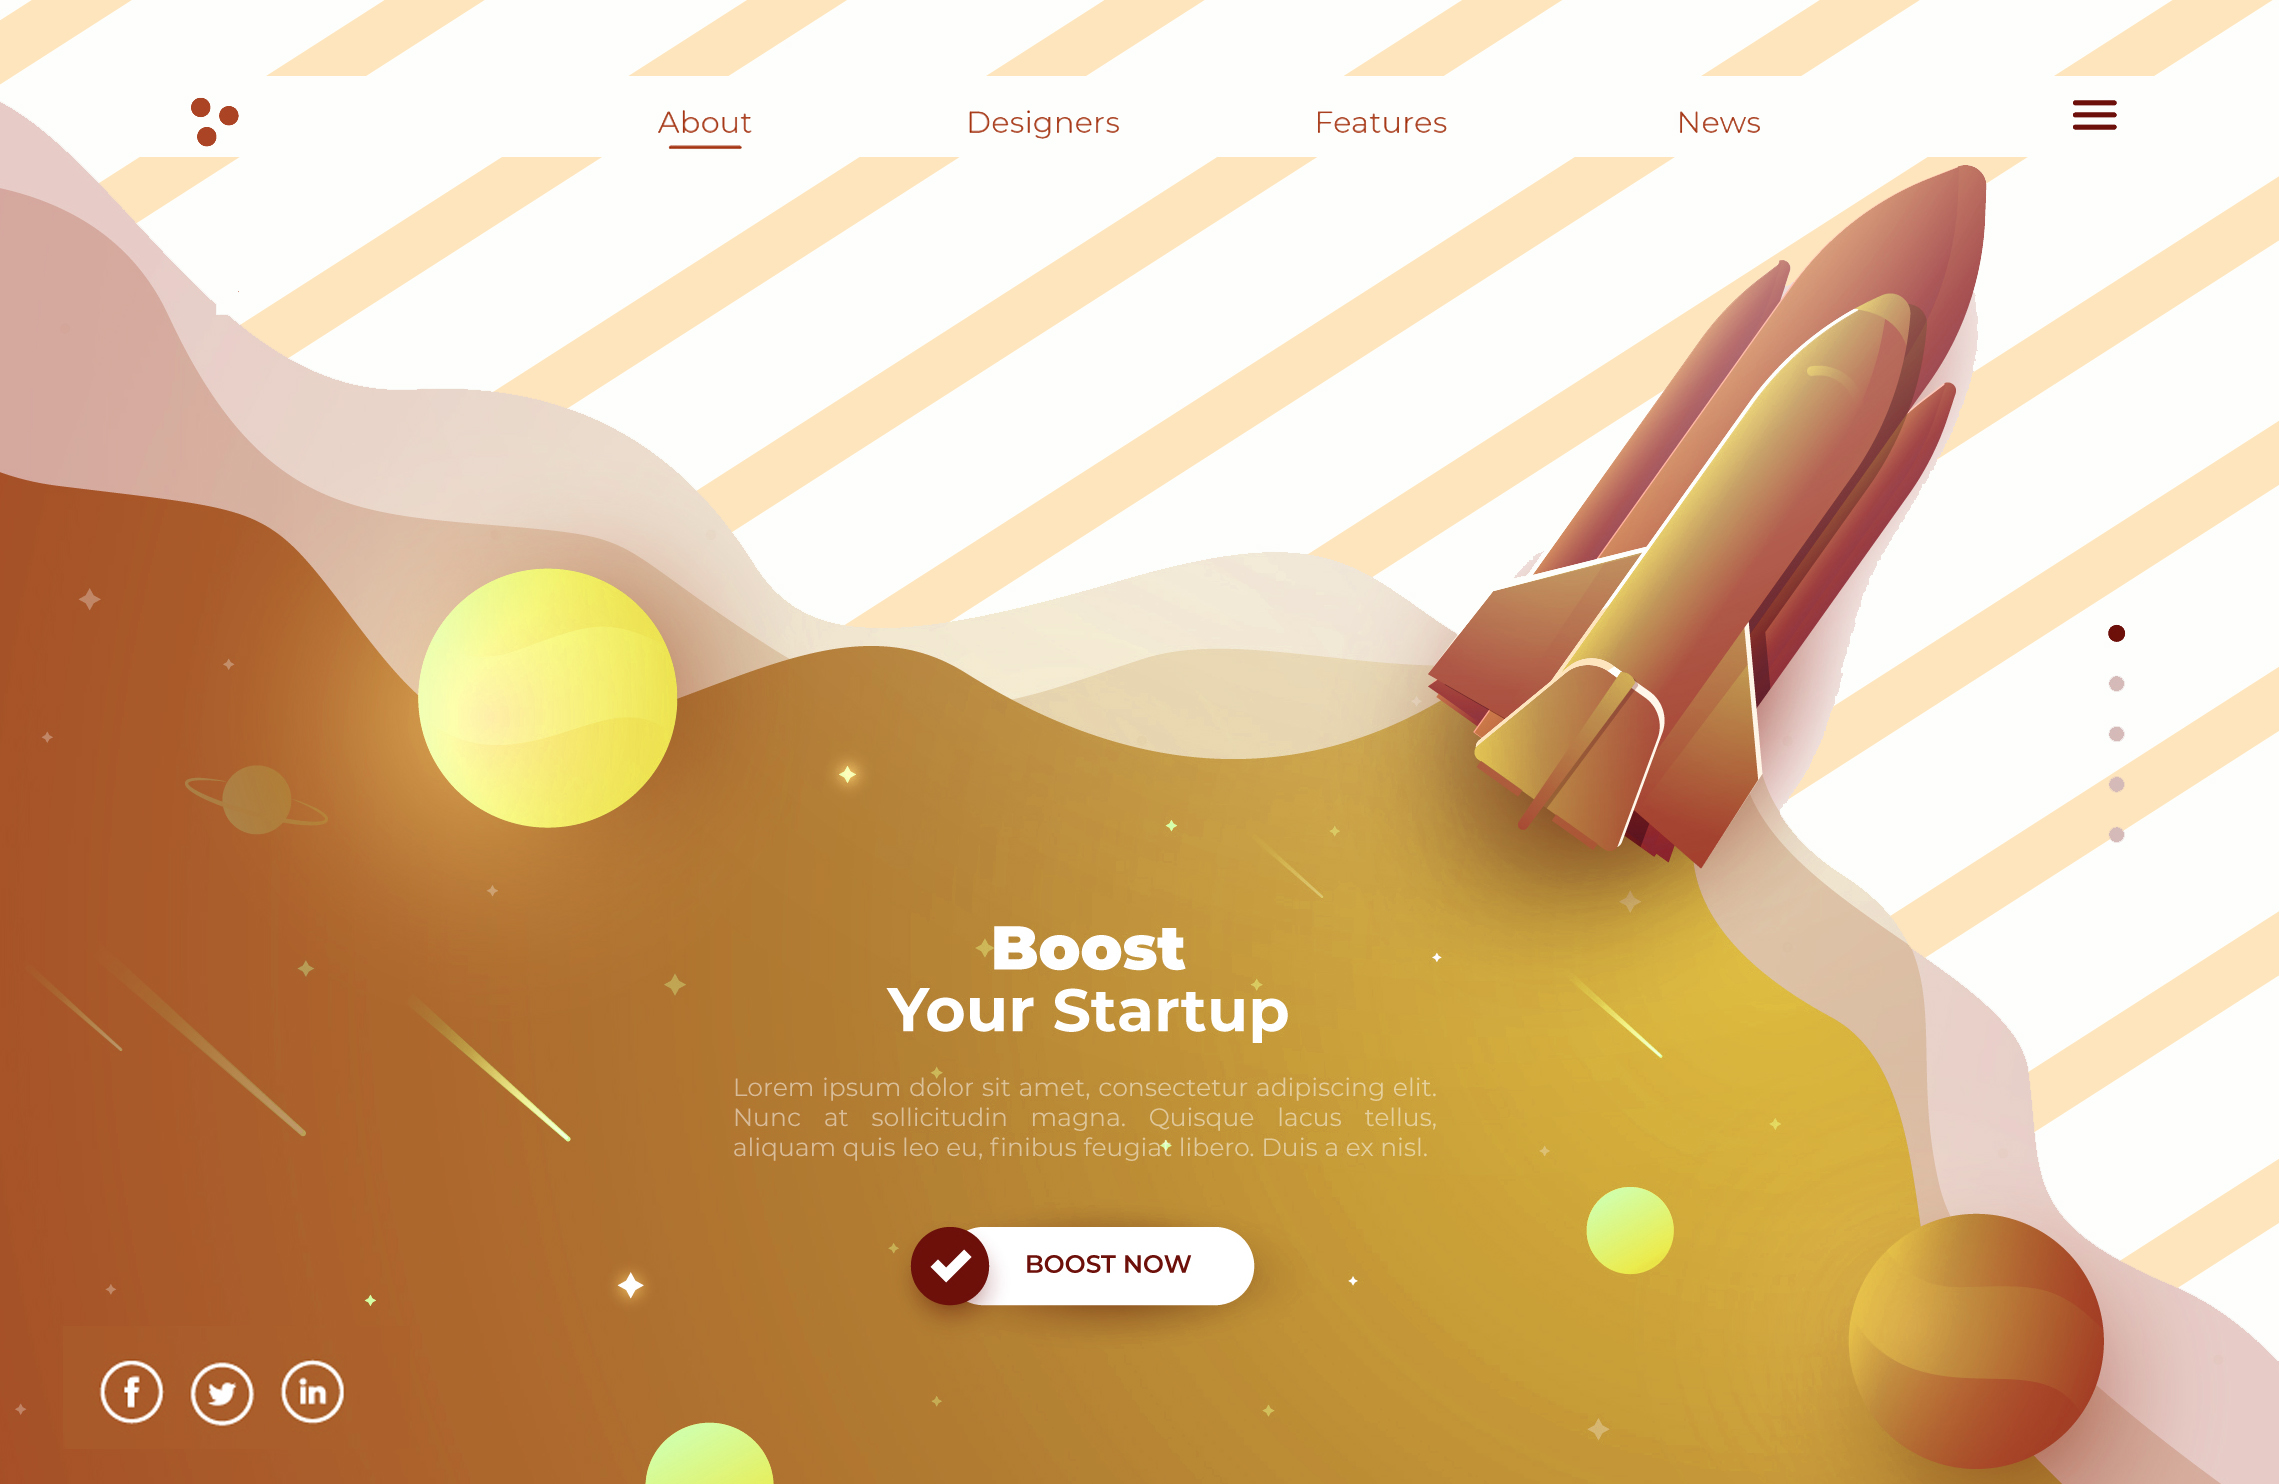 About
Designers
Features
News
Boost
Your Startup
Lorem ipsum dolor sit amet, consectetur adipiscing elit.
Nunc at sollicitudin magna. Quisque lacus tellus,
aliquam quis leo eu, finibus feugiat libero. Duis a ex nisl.
BOOST NOW
f
in